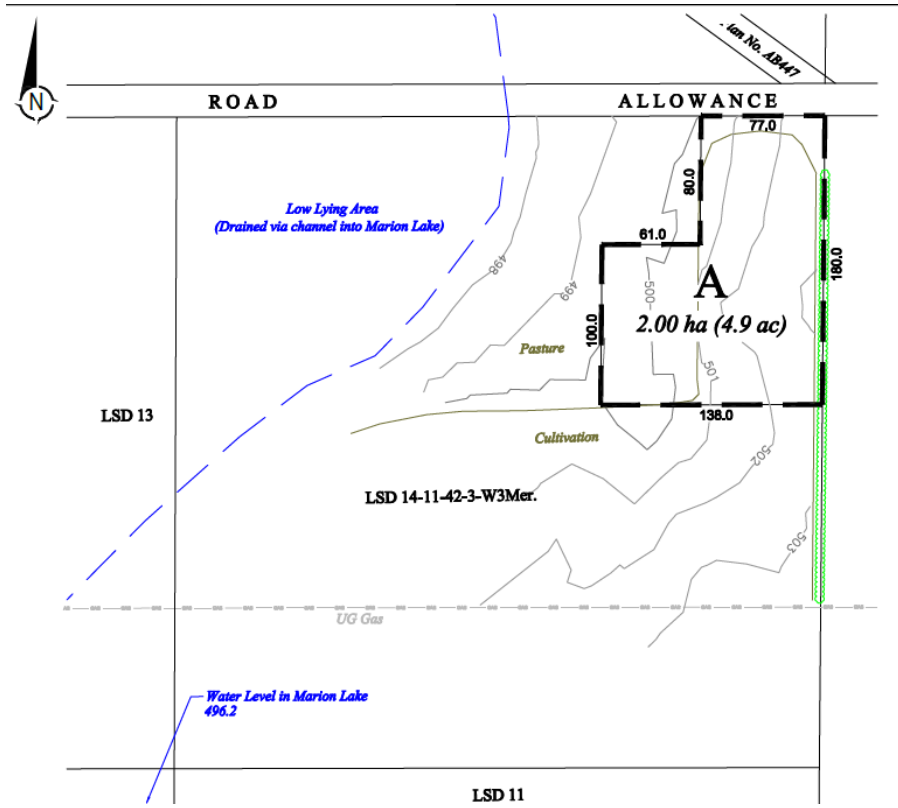 Plan No. AB447
N
ROAD ALLOWANCE
77.0
Low Lying Area
(Drained via channel into Marion Lake)
80.0
61.0
498
499
500
A
2.00 ha (4.9 ac)
180.0
100.0
Pasture
501
LSD 13
138.0
Cultivation
502
LSD 14-11-42-3-W3Mer.
503
UG Gas
Water Level in Marion Lake
496.2
LSD 11